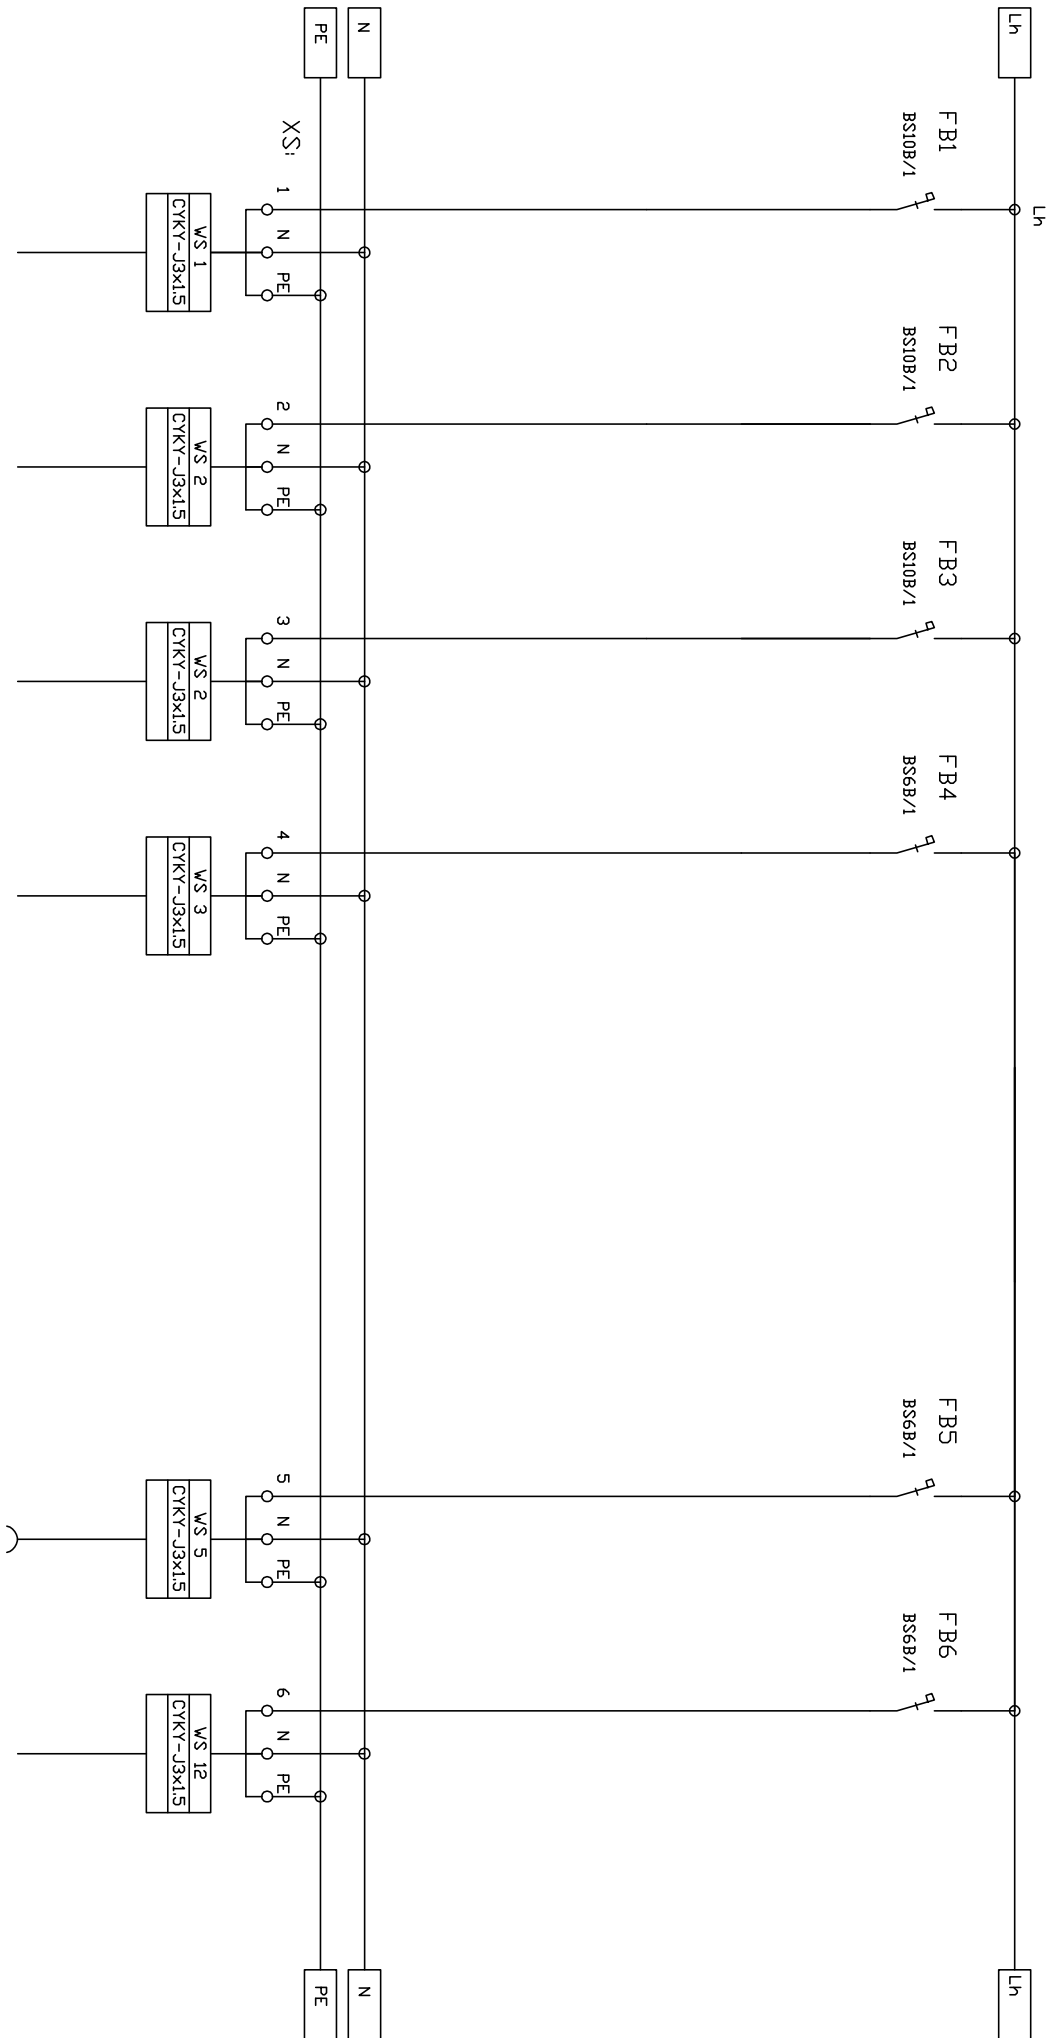 Lh
Lh
Lh
FB1
BS10B/1
FB2
BS10B/1
FB3
BS10B/1
FB4
BS6B/1
FB5
BS6B/1
FB6
BS6B/1
N
N
PE
PE
XS:
1 N PE
2 N PE
3 N PE
4 N PE
5 N PE
6 N PE
WS 1
CYKY-J3x1.5
WS 2
CYKY-J3x1.5
WS 2
CYKY-J3x1.5
WS 3
CYKY-J3x1.5
WS 5
CYKY-J3x1.5
WS 12
CYKY-J3x1.5